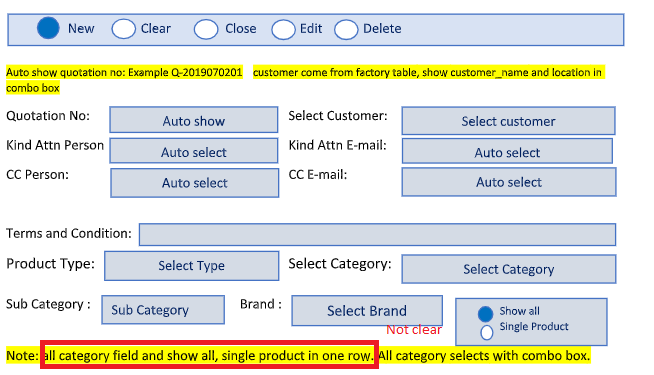 New Clear Close Edit Delete
Auto show quotation no: Example Q-2019070201 customer come from factory table, show customer_name and location in
combo box
Quotation No: Auto show Select Customer: Select customer
Kind Attn Person Auto select Kind Attn E-mail: Auto select
CC Person: Auto select CC E-mail: Auto select
Terms and Condition:
Product Type: Select Type Select Category: Select Category
Sub Category : Sub Category Brand : Select Brand Show all
Single Product
Not clear
Note: all category field and show all, single product in one row. All category selects with combo box.